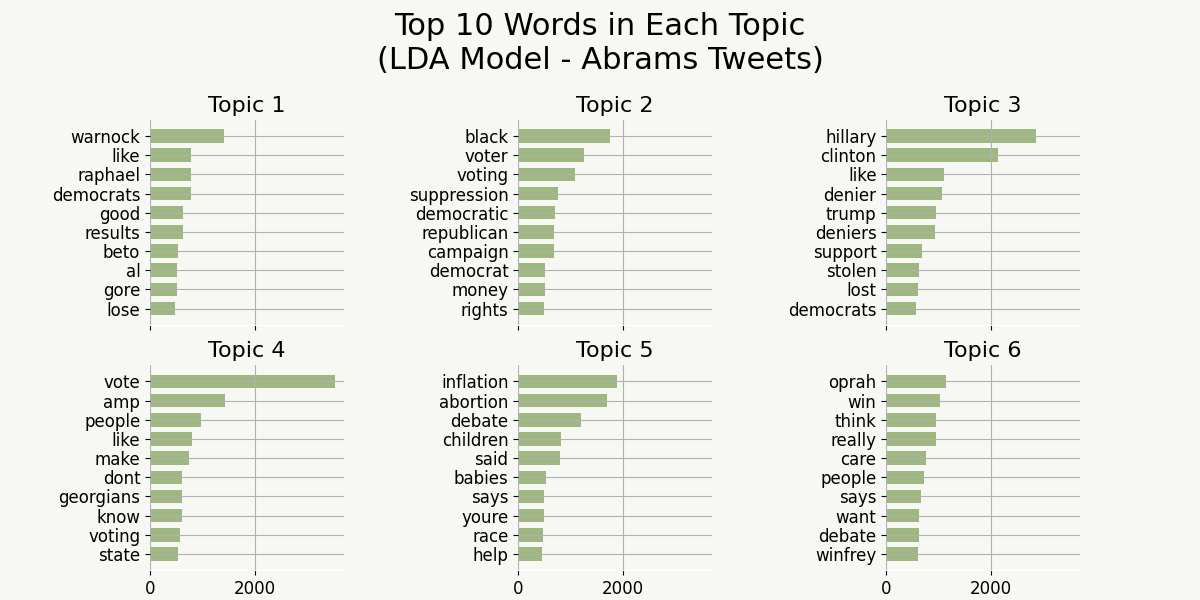 Top 10 Words in Each Topic
(LDA Model - Abrams Tweets)
Topic 1
warnock
like
raphael
democrats
good
results
beto
al
gore
lose
Topic 2
black
voter
voting
suppression
democratic
republican
campaign
democrat
money
rights
Topic 3
hillary
clinton
like
denier
trump
deniers
support
stolen
lost
democrats
Topic 4
vote
amp
people
like
make
dont
georgians
know
voting
state
0 2000
Topic 5
inflation
abortion
debate
children
said
babies
says
youre
race
help
0 2000
Topic 6
oprah
win
think
really
care
people
says
want
debate
winfrey
0 2000